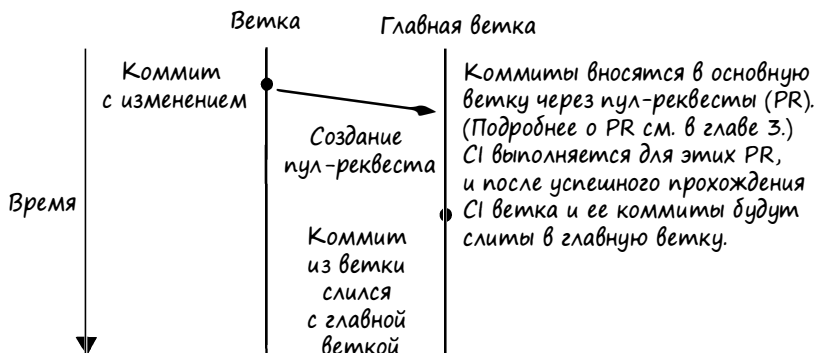 Ветка
Главная ветка
Коммит
с изменением
Создание
пул-реквеста
Время
Коммит
из ветки
слился
с главной
веткой
Коммиты вносятся в основную
ветку через пул-реквесты (PR).
(Подробнее о PR см. в главе 3.)
CI выполняется для этих PR,
и после успешного прохождения
CI ветка и ее коммиты будут
слиты в главную ветку.